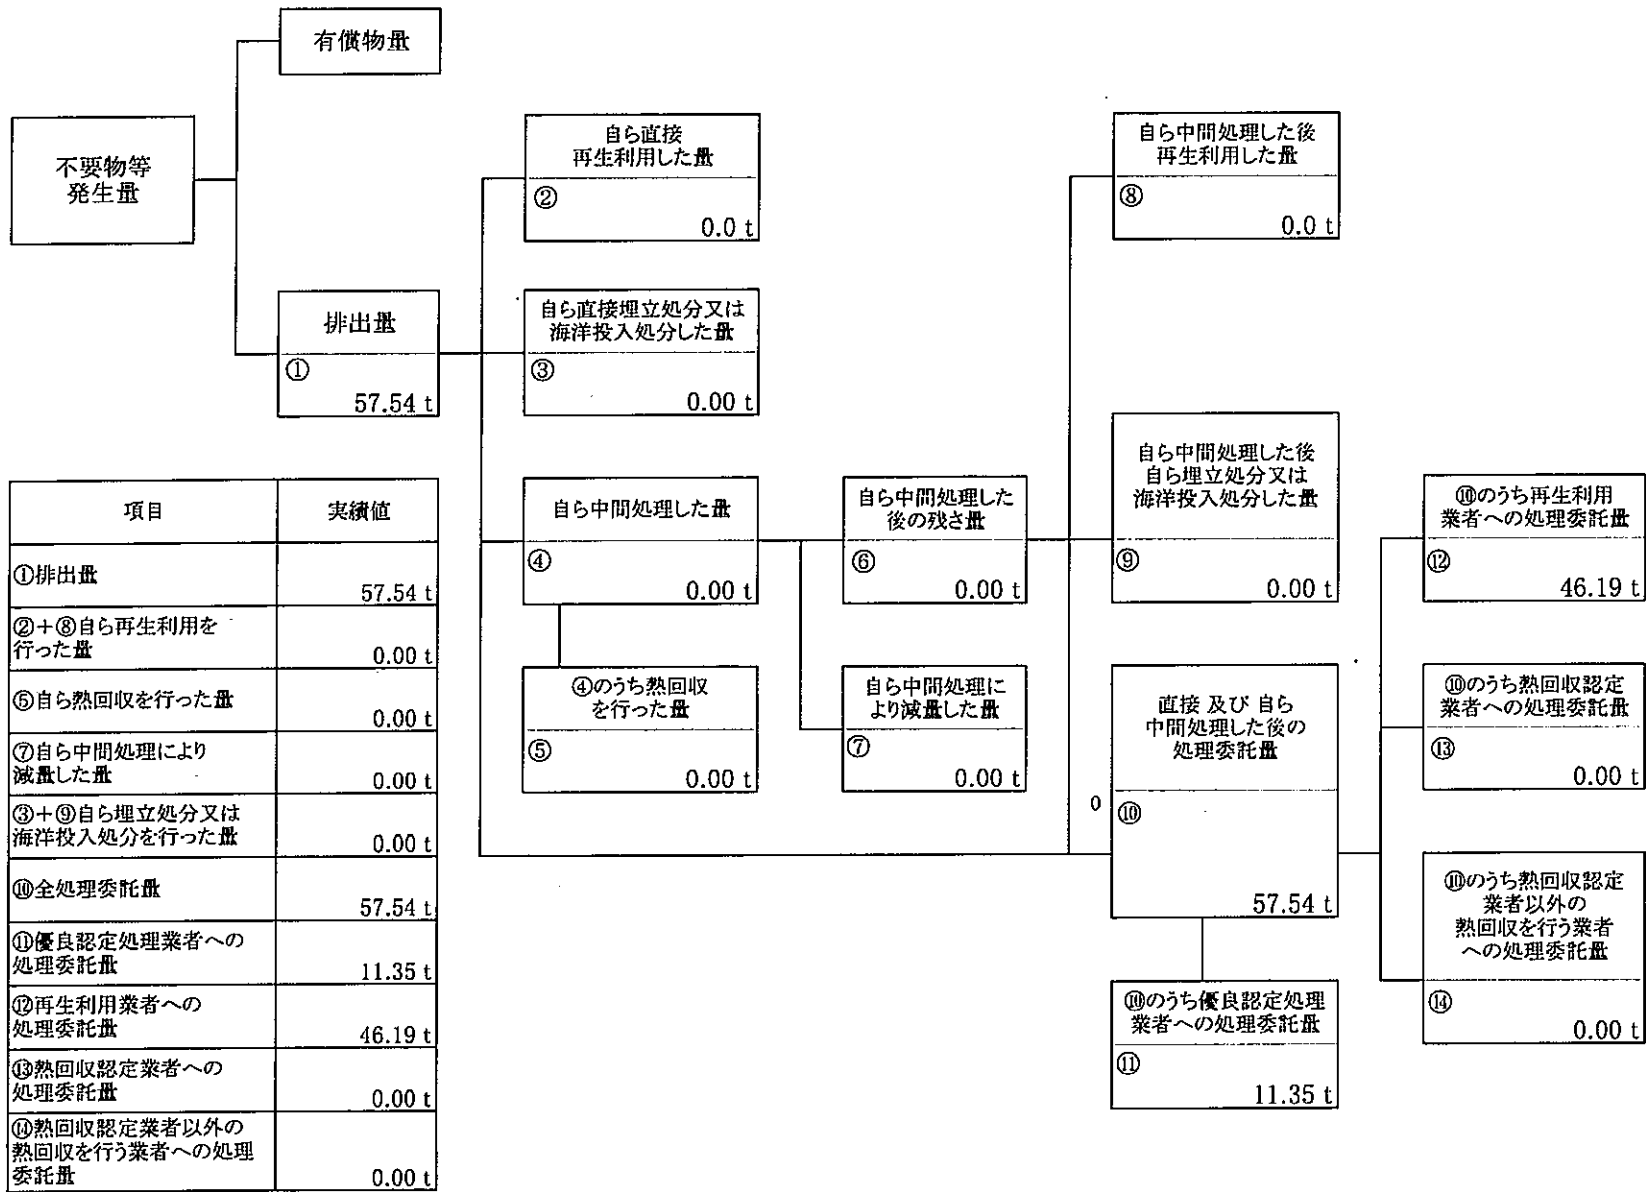 有償物量
不要物等
発生量
排出量
①
57.54 t
自ら直接
再生利用した量
②
0.0 t
自ら直接埋立処分又は
海洋投入処分した量
③
0.00 t
自ら中間処理した量
④
0.00 t
④のうち熱回収
を行った量
⑤
0.00 t
自ら中間処理した
後の残さ量
⑥
0.00 t
自ら中間処理に
より減量した量
⑦
0.00 t
自ら中間処理した後
再生利用した量
⑧
0.0 t
自ら中間処理した後
自ら埋立処分又は
海洋投入処分した量
⑨
0.00 t
直接 及び 自ら
中間処理した後の
処理委託量
0
⑩
57.54 t
⑩のうち優良認定処理
業者への処理委託量
⑪
11.35 t
⑩のうち再生利用
業者への処理委託量
⑫
46.19 t
⑩のうち熱回収認定
業者への処理委託量
⑬
0.00 t
⑩のうち熱回収認定
業者以外の
熱回収を行う業者
への処理委託量
⑭
0.00 t
項目 実績値
①排出量
57.54 t
②+⑧自ら再生利用を
行った量
0.00 t
⑤自ら熱回収を行った量
0.00 t
⑦自ら中間処理により
減量した量
0.00 t
③+⑨自ら埋立処分又は
海洋投入処分を行った量
0.00 t
⑩全処理委託量
57.54 t
⑪優良認定処理業者への
処理委託量
11.35 t
⑫再生利用業者への
処理委託量
46.19 t
⑬熱回収認定業者への
処理委託量
0.00 t
⑭熱回収認定業者以外の
熱回収を行う業者への処理
委託量
0.00 t